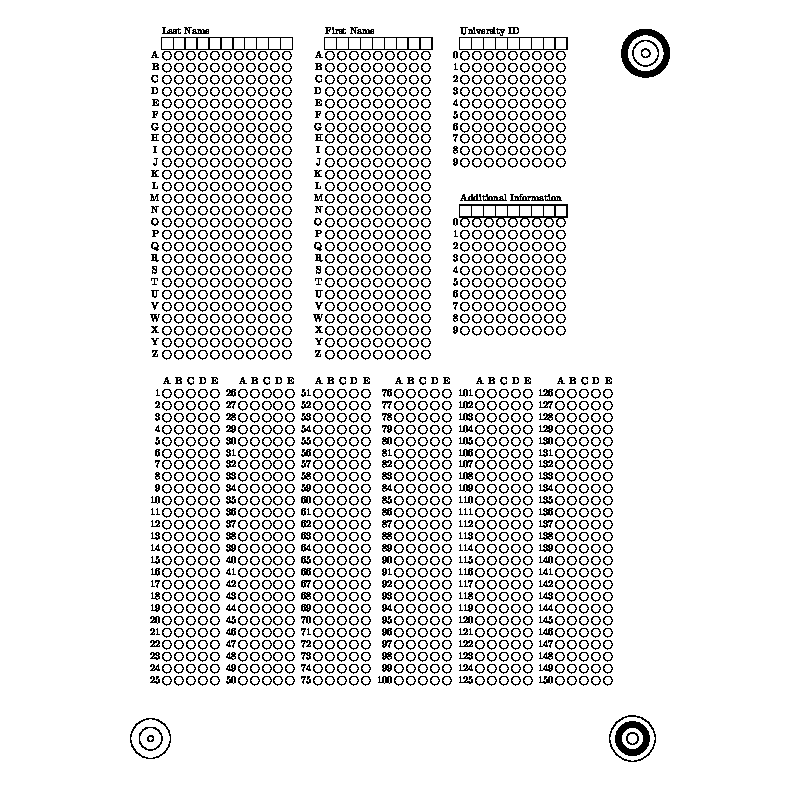 Last Name First Name University ID
A A 0
B B 1
C C 2
D D 3
E E 4
F F 5
G G 6
H H 7
I I 8
J J 9
K K
L L
M M Additional Information
N N
O O 0
P P 1
Q Q 2
R R 3
S S 4
T T 5
U U 6
V V 7
W W 8
X X 9
Y Y
Z Z
A B C D E A B C D E A B C D E A B C D E A B C D E A B C D E
1 26 51 76 101 126
2 27 52 77 102 127
3 28 53 78 103 128
4 29 54 79 104 129
5 30 55 80 105 130
6 31 56 81 106 131
7 32 57 82 107 132
8 33 58 83 108 133
9 34 59 84 109 134
10 35 60 85 110 135
11 36 61 86 111 136
12 37 62 87 112 137
13 38 63 88 113 138
14 39 64 89 114 139
15 40 65 90 115 140
16 41 66 91 116 141
17 42 67 92 117 142
18 43 68 93 118 143
19 44 69 94 119 144
20 45 70 95 120 145
21 46 71 96 121 146
22 47 72 97 122 147
23 48 73 98 123 148
24 49 74 99 124 149
25 50 75 100 125 150